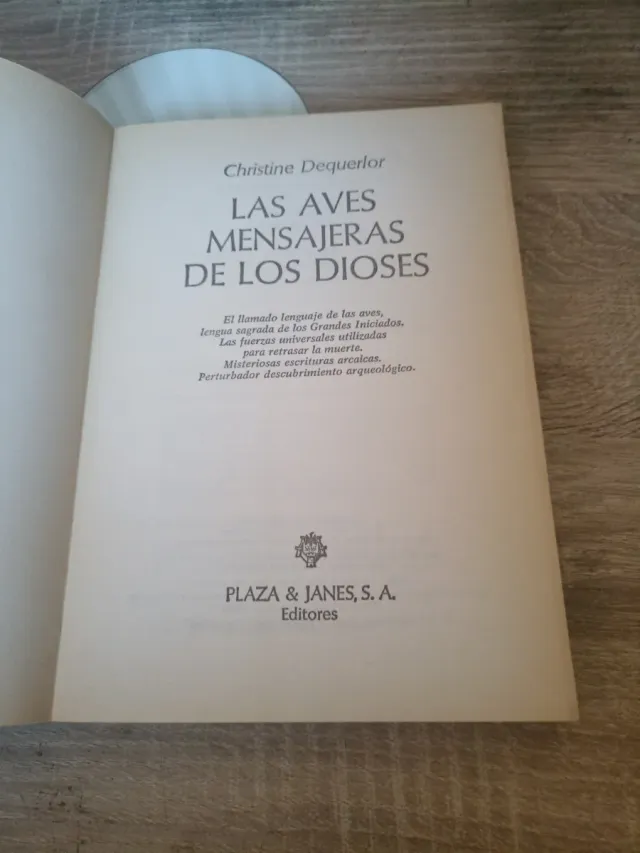 Christine Dequerlor
LAS AVES
MENSAJERAS
DE LOS DIOSES
El llamado lenguaje de las aves,
lengua sagrada de los Grandes Iniciados.
Las fuerzas universales utilizadas
para retrasar la muerte.
Misteriosas escrituras arcaicas.
Perturbador descubrimiento arqueológico.
PLAZA & JANES, S. A.
Editores